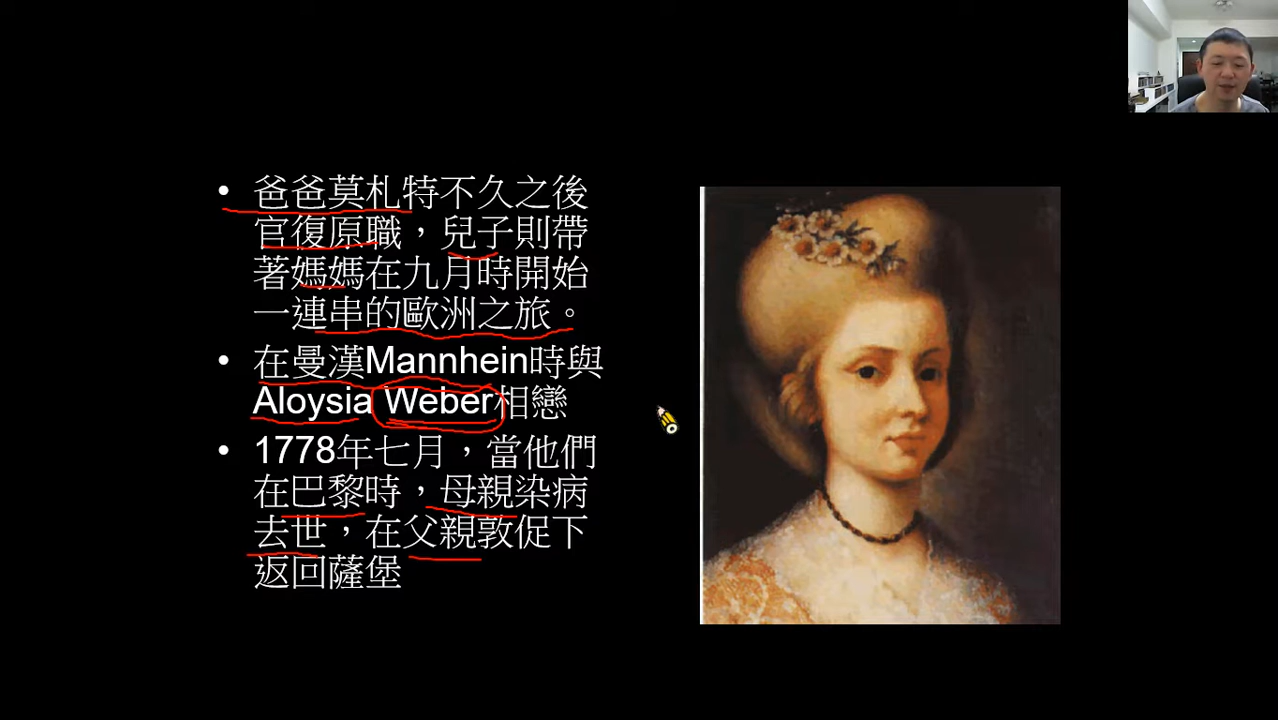 • 爸爸莫札特不久之後
官復原職，兒子則帶
著媽媽在九月時開始
一連串的歐洲之旅。
• 在曼漢Mannhein時與
Aloysia Weber相戀
• 1778年七月，當他們
在巴黎時，母親染病
去世，在父親敦促下
返回薩堡